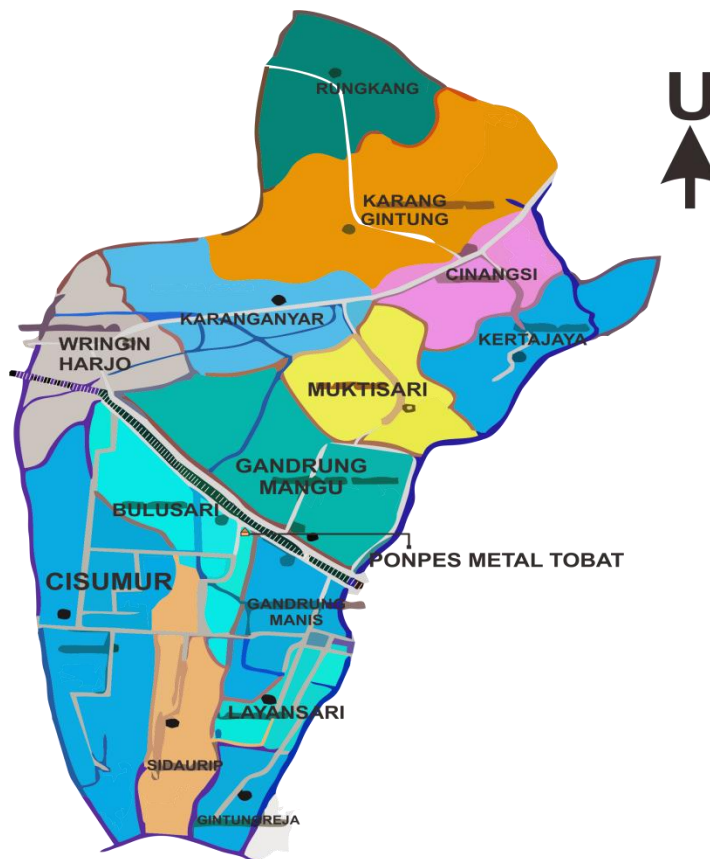 U
RUNGKANG
KARANG
GINTUNG
CINANGSI
KARANGANYAR
WRINGIN
HARJO
KERTAJAYA
MUKTISARI
GANDRUNG
MANGU
BULUSARI
PONPES METAL TOBAT
CISUMUR
GANDRUNG
MANIS
LAYANSARI
SIDAURIP
GINTUNGREJA